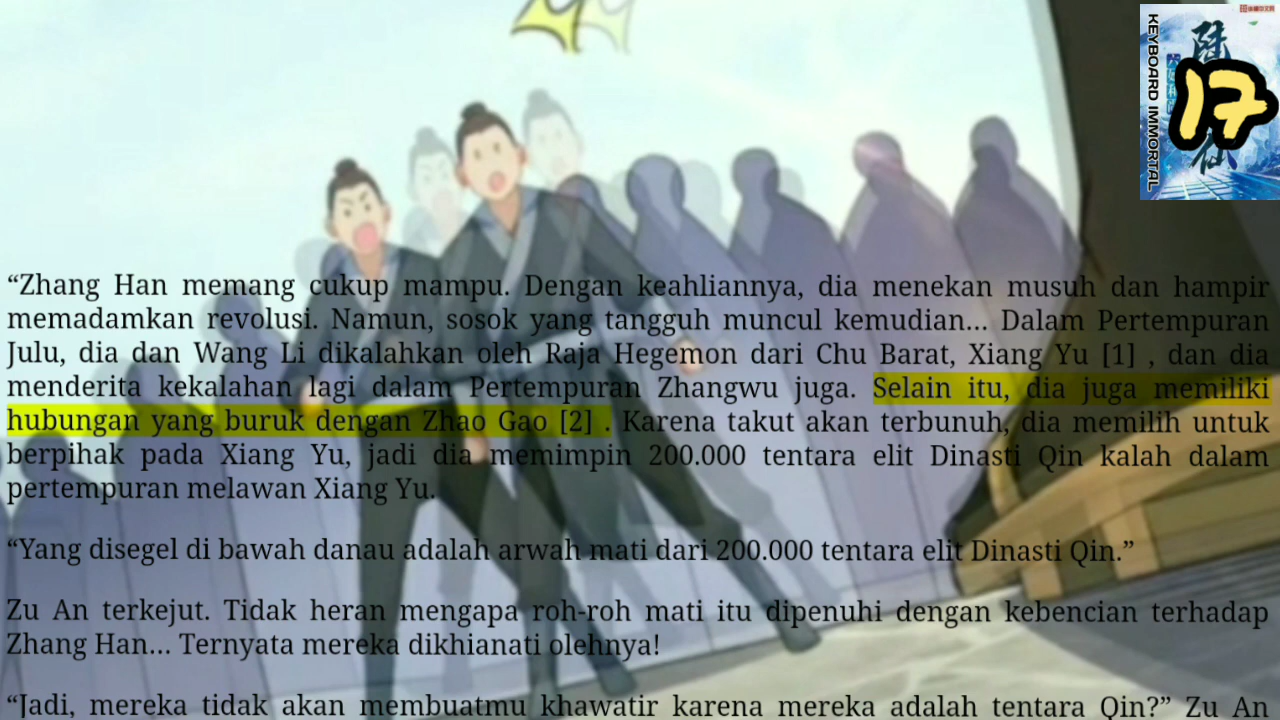 KEYBOARD IMMORTAL
17
“Zhang Han memang cukup mampu. Dengan keahliannya, dia menekan musuh dan hampir
memadamkan revolusi. Namun, sosok yang tangguh muncul kemudian... Dalam Pertempuran
Julu, dia dan Wang Li dikalahkan oleh Raja Hegemon dari Chu Barat, Xiang Yu [1] , dan dia
menderita kekalahan lagi dalam Pertempuran Zhangwu juga. Selain itu, dia juga memiliki
hubungan yang buruk dengan Zhao Gao [2] . Karena takut akan terbunuh, dia memilih untuk
berpihak pada Xiang Yu, jadi dia memimpin 200.000 tentara elit Dinasti Qin kalah dalam
pertempuran melawan Xiang Yu.
“Yang disegel di bawah danau adalah arwah mati dari 200.000 tentara elit Dinasti Qin.”
Zu An terkejut. Tidak heran mengapa roh-roh mati itu dipenuhi dengan kebencian terhadap
Zhang Han... Ternyata mereka dikhianati olehnya!
“Jadi, mereka tidak akan membuatmu khawatir karena mereka adalah tentara Qin?” Zu An